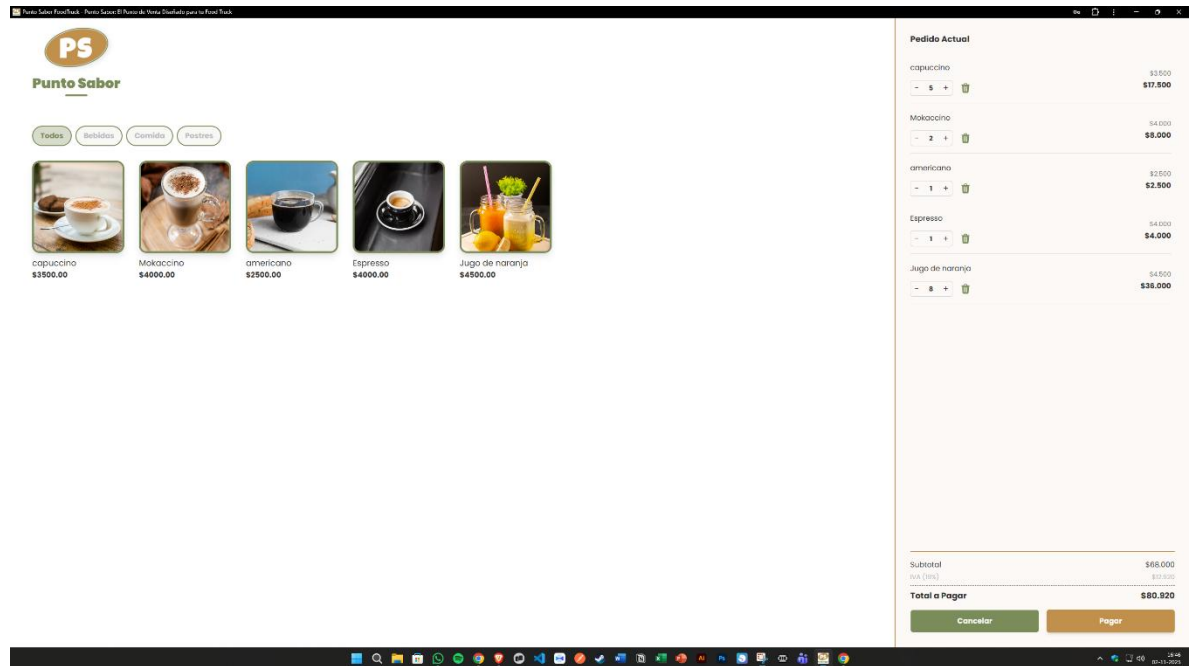 Punto Sabor FoodTruck - Punto Sabor: El Punto de Venta Diseñado para tu Food Truck
PS
Punto Sabor
Todos
Bebidas
Comida
Postres
capuccino
$3500.00
Mokaccino
$4000.00
americano
$2500.00
Espresso
$4000.00
Jugo de naranja
$4500.00
Pedido Actual
capuccino
$3.500
- 5 +
$17.500
Mokaccino
$4.000
- 2 +
$8.000
americano
$2.500
- 1 +
$2.500
Espresso
$4.000
- 1 +
$4.000
Jugo de naranja
$4.500
- 8 +
$36.000
Subtotal $68.000
IVA (19%) $12.920
Total a Pagar $80.920
Cancelar
Pagar